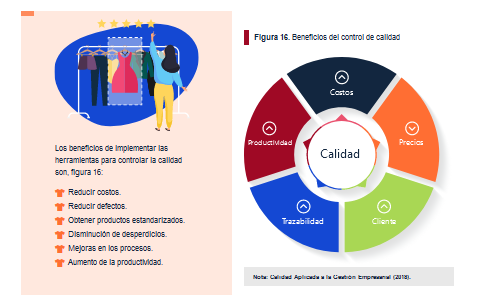 Los beneficios de implementar las
herramientas para controlar la calidad
son, figura 16:
Reducir costos.
Reducir defectos.
Obtener productos estandarizados.
Disminución de desperdicios.
Mejoras en los procesos.
Aumento de la productividad.
Figura 16. Beneficios del control de calidad
Costos
Productividad
Precios
Calidad
Trazabilidad
Cliente
Nota: Calidad Aplicada a la Gestión Empresarial (2018).